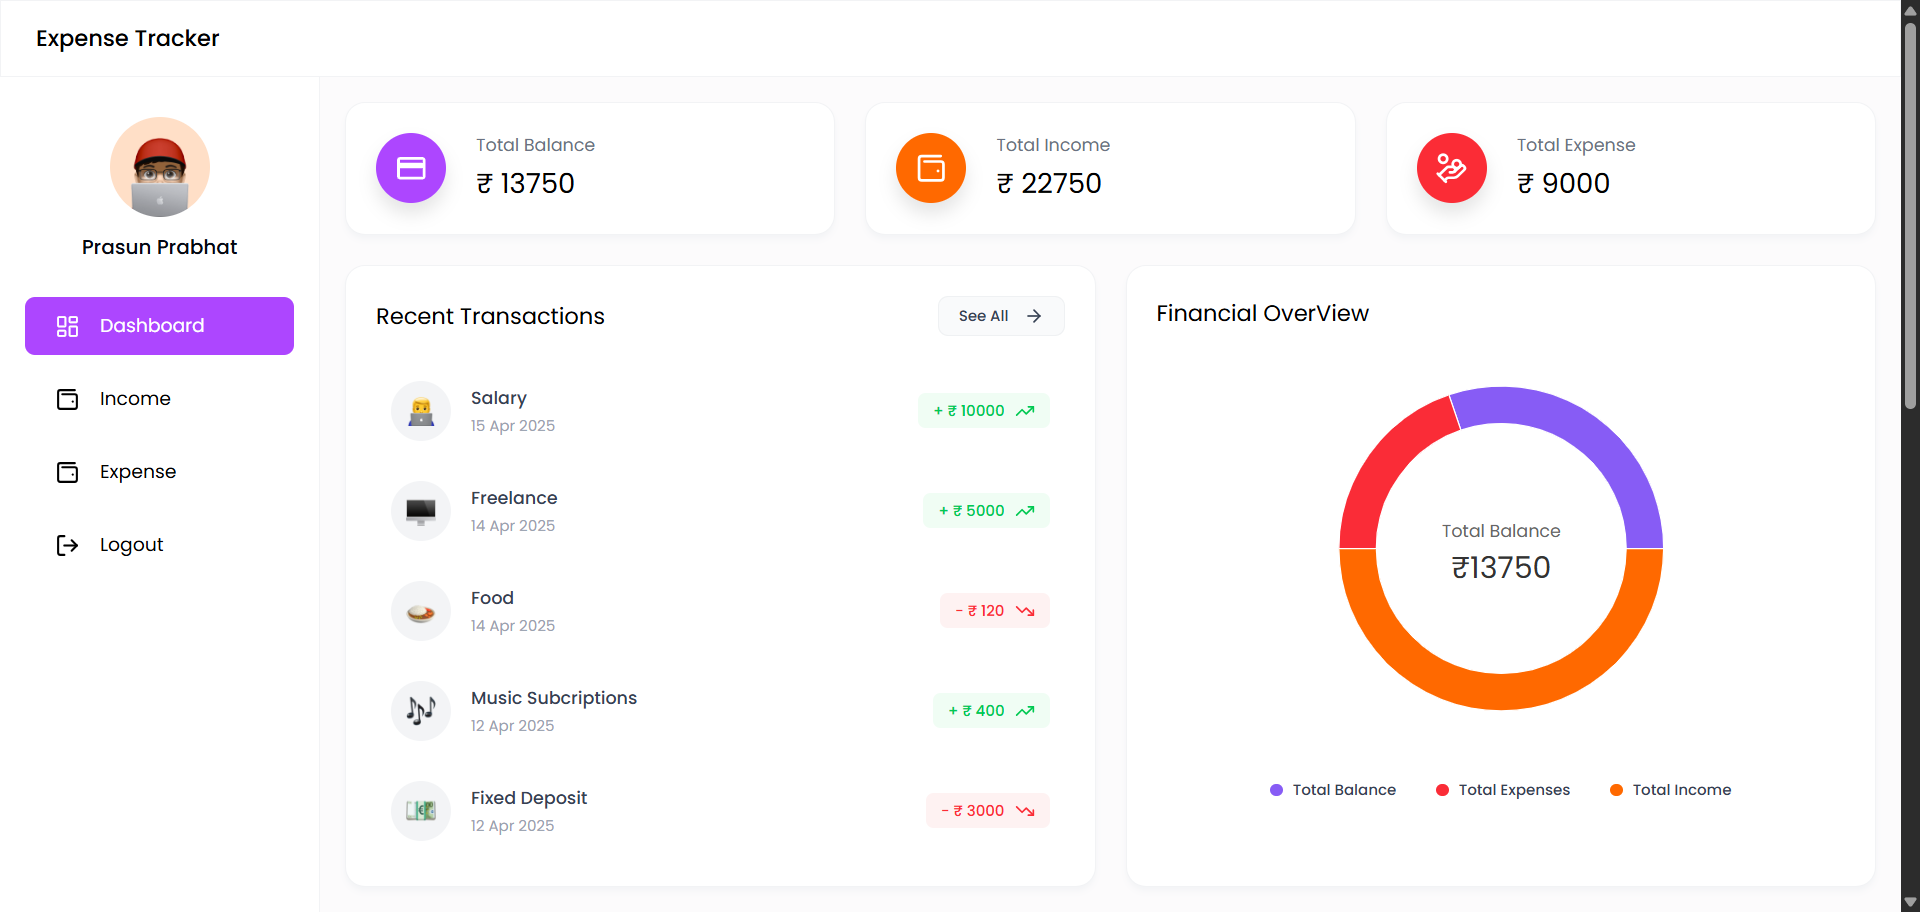 Expense Tracker
Prasun Prabhat
Dashboard
Income
Expense
Logout
Total Balance
₹ 13750
Total Income
₹ 22750
Total Expense
₹ 9000
Recent Transactions
See All
Salary
15 Apr 2025
+ ₹ 10000
Freelance
14 Apr 2025
+ ₹ 5000
Food
14 Apr 2025
- ₹ 120
Music Subcriptions
12 Apr 2025
+ ₹ 400
Fixed Deposit
12 Apr 2025
- ₹ 3000
Financial OverView
Total Balance
₹13750
Total Balance
Total Expenses
Total Income